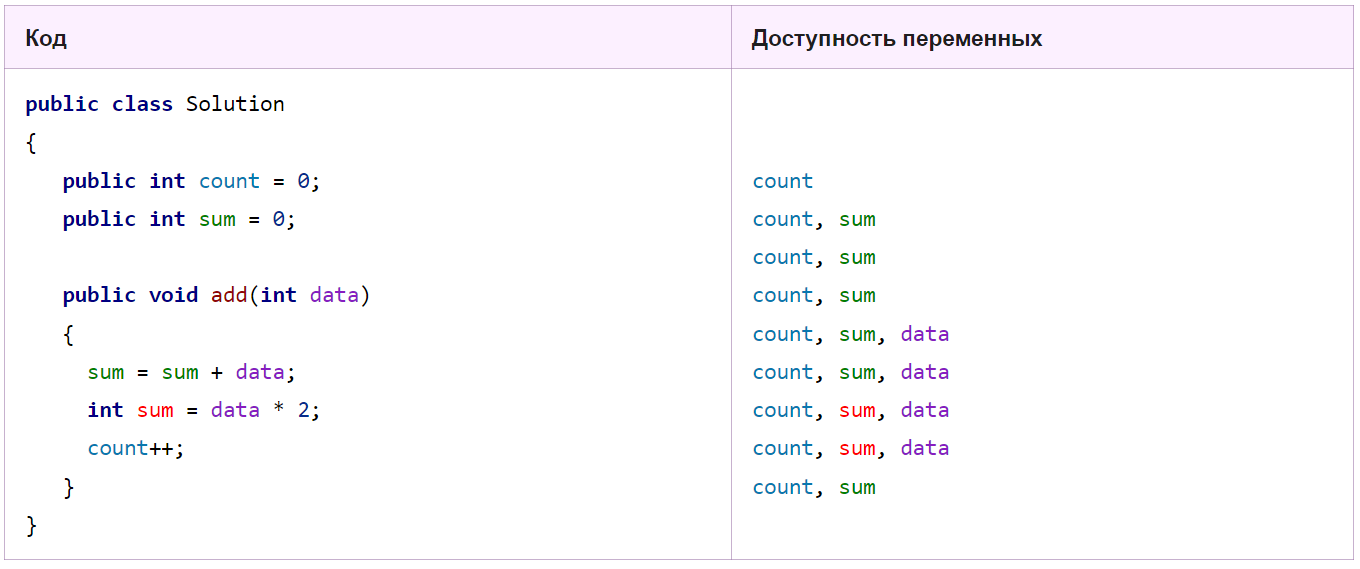 Код Доступность переменных
public class Solution
{
public int count = 0; count
public int sum = 0; count, sum
count, sum
public void add(int data) count, sum
{ count, sum, data
sum = sum + data; count, sum, data
int sum = data * 2; count, sum, data
count++; count, sum, data
} count, sum
}